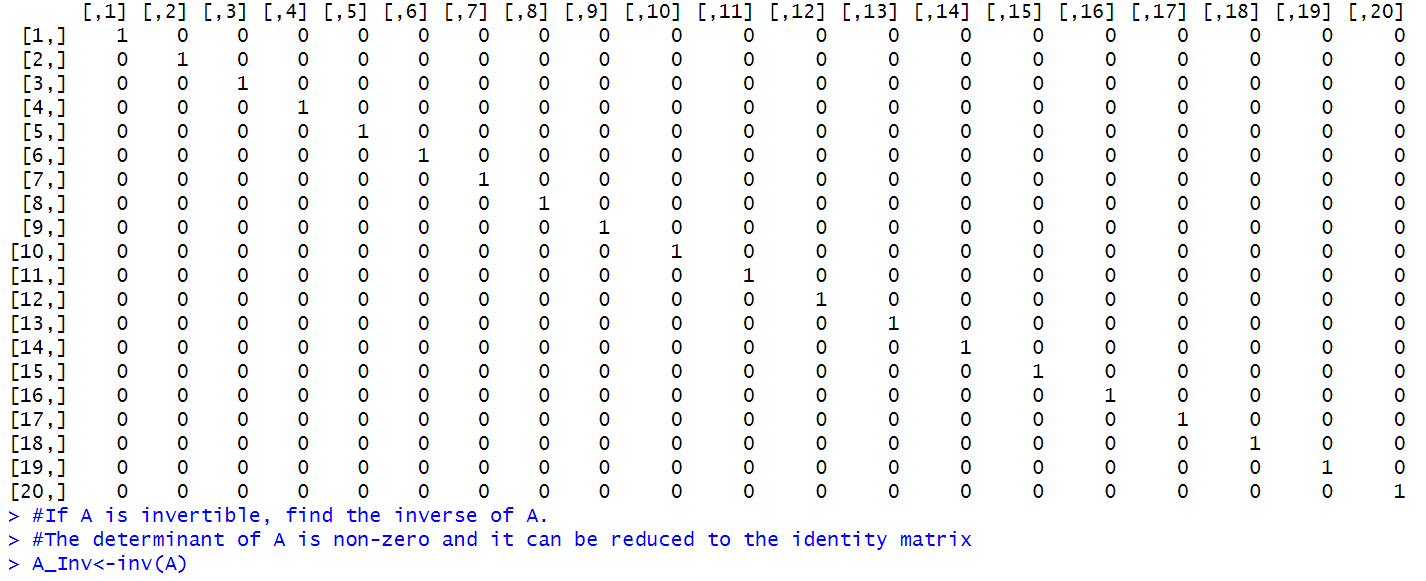 [,1] [,2] [,3] [,4] [,5] [,6] [,7] [,8] [,9] [,10] [,11] [,12] [,13] [,14] [,15] [,16] [,17] [,18] [,19] [,20]
[1,] 1 0 0 0 0 0 0 0 0 0 0 0 0 0 0 0 0 0 0 0
[2,] 0 1 0 0 0 0 0 0 0 0 0 0 0 0 0 0 0 0 0 0
[3,] 0 0 1 0 0 0 0 0 0 0 0 0 0 0 0 0 0 0 0 0
[4,] 0 0 0 1 0 0 0 0 0 0 0 0 0 0 0 0 0 0 0 0
[5,] 0 0 0 0 1 0 0 0 0 0 0 0 0 0 0 0 0 0 0 0
[6,] 0 0 0 0 0 1 0 0 0 0 0 0 0 0 0 0 0 0 0 0
[7,] 0 0 0 0 0 0 1 0 0 0 0 0 0 0 0 0 0 0 0 0
[8,] 0 0 0 0 0 0 0 1 0 0 0 0 0 0 0 0 0 0 0 0
[9,] 0 0 0 0 0 0 0 0 1 0 0 0 0 0 0 0 0 0 0 0
[10,] 0 0 0 0 0 0 0 0 0 1 0 0 0 0 0 0 0 0 0 0
[11,] 0 0 0 0 0 0 0 0 0 0 1 0 0 0 0 0 0 0 0 0
[12,] 0 0 0 0 0 0 0 0 0 0 0 1 0 0 0 0 0 0 0 0
[13,] 0 0 0 0 0 0 0 0 0 0 0 0 1 0 0 0 0 0 0 0
[14,] 0 0 0 0 0 0 0 0 0 0 0 0 0 1 0 0 0 0 0 0
[15,] 0 0 0 0 0 0 0 0 0 0 0 0 0 0 1 0 0 0 0 0
[16,] 0 0 0 0 0 0 0 0 0 0 0 0 0 0 0 1 0 0 0 0
[17,] 0 0 0 0 0 0 0 0 0 0 0 0 0 0 0 0 1 0 0 0
[18,] 0 0 0 0 0 0 0 0 0 0 0 0 0 0 0 0 0 1 0 0
[19,] 0 0 0 0 0 0 0 0 0 0 0 0 0 0 0 0 0 0 1 0
[20,] 0 0 0 0 0 0 0 0 0 0 0 0 0 0 0 0 0 0 0 1
> #If A is invertible, find the inverse of A.
> #The determinant of A is non-zero and it can be reduced to the identity matrix
> A_Inv<-inv(A)